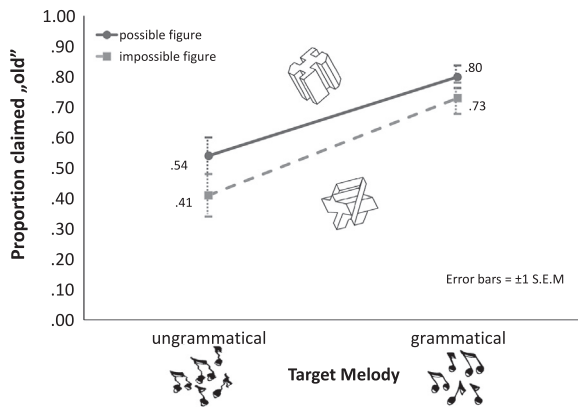 1.00
.90
.80
.70
.60
.50
.40
.30
.20
.10
.00
Proportion claimed „old"
possible figure
impossible figure
.80
.73
.54
.41
Error bars = ±1 S.E.M
ungrammatical
grammatical
Target Melody